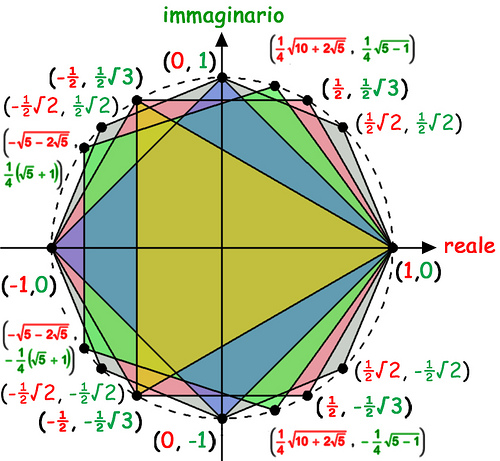 immaginario
(0, 1)
(¼√10 + 2√5 , ¼√5 − 1)
(-½, ½√3)
(½, ½√3)
(-½√2, ½√2)
(½√2, ½√2)
(-√5 − 2√5 ,
¼(√5 + 1))
reale
(-1,0)
(1,0)
(-√5 − 2√5 ,
-¼(√5 + 1))
(½√2, -½√2)
(-½√2, -½√2)
(½, -½√3)
(-½, -½√3)
(0, -1)
(¼√10 + 2√5 , -¼√5 − 1)